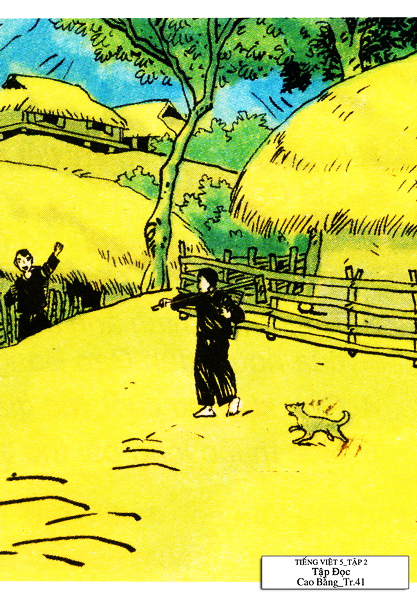 TIẾNG VIỆT 5_TẬP 2
Tập Đọc
Cao Bằng_Tr.41